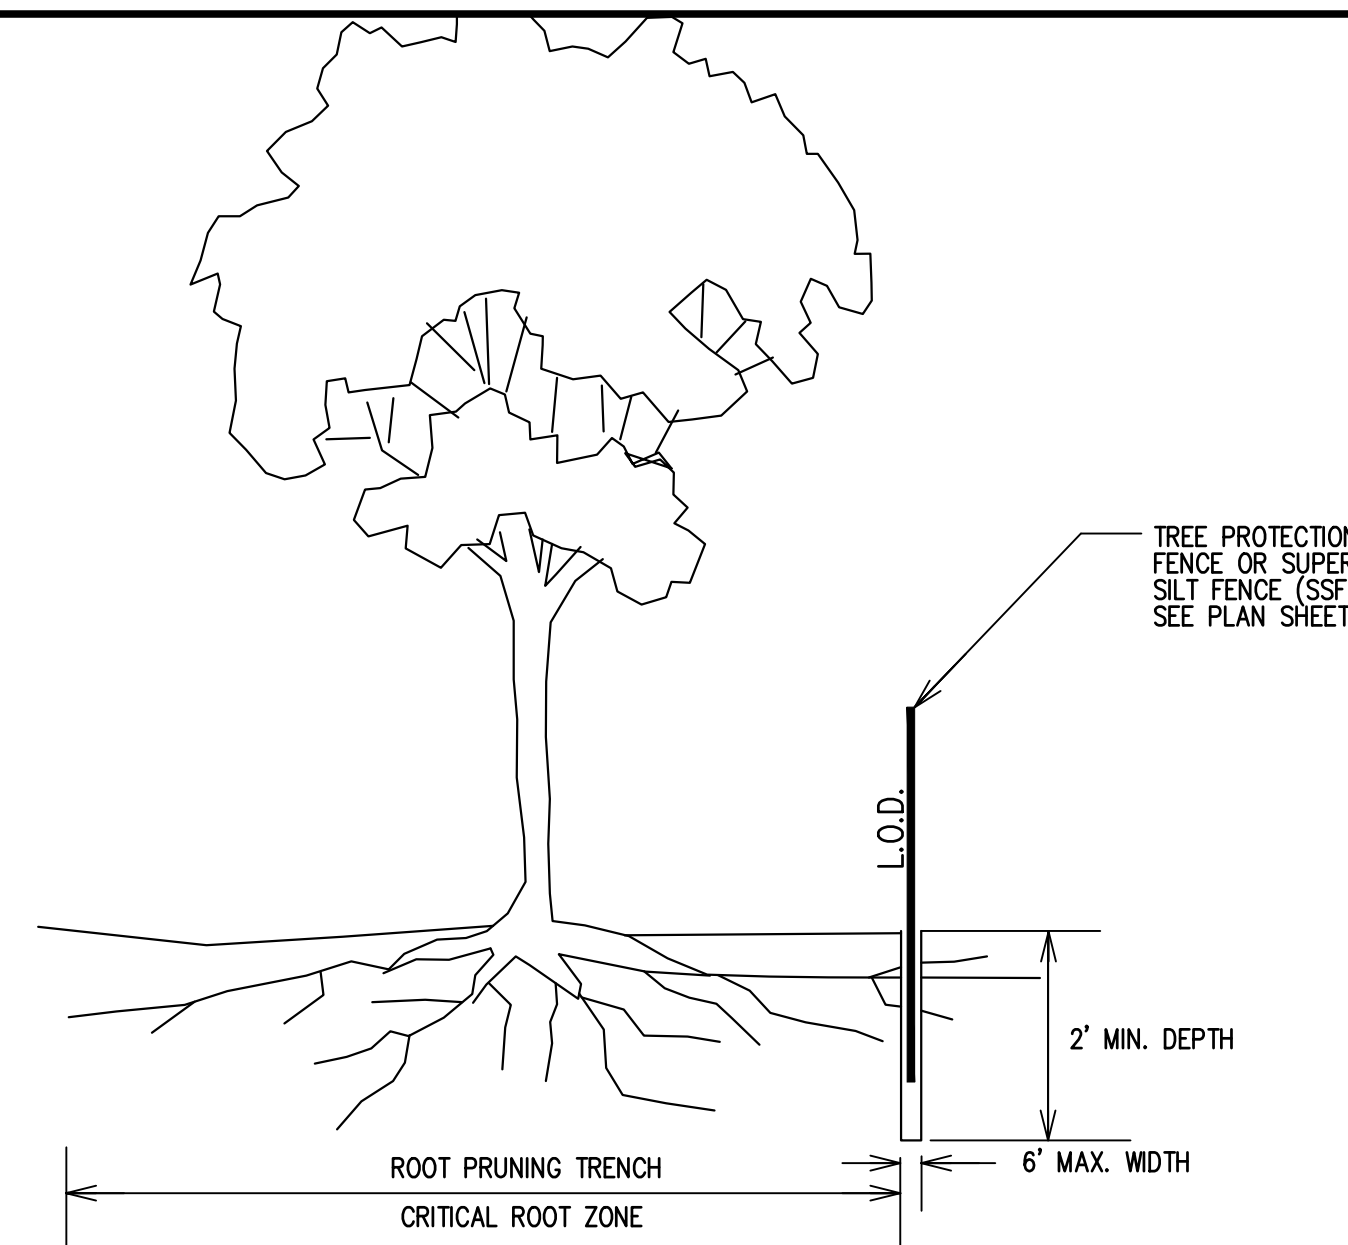 TREE PROTECTION
FENCE OR SUPER
SILT FENCE (SSF
SEE PLAN SHEET
L.O.D.
2' MIN. DEPTH
6' MAX. WIDTH
ROOT PRUNING TRENCH
CRITICAL ROOT ZONE